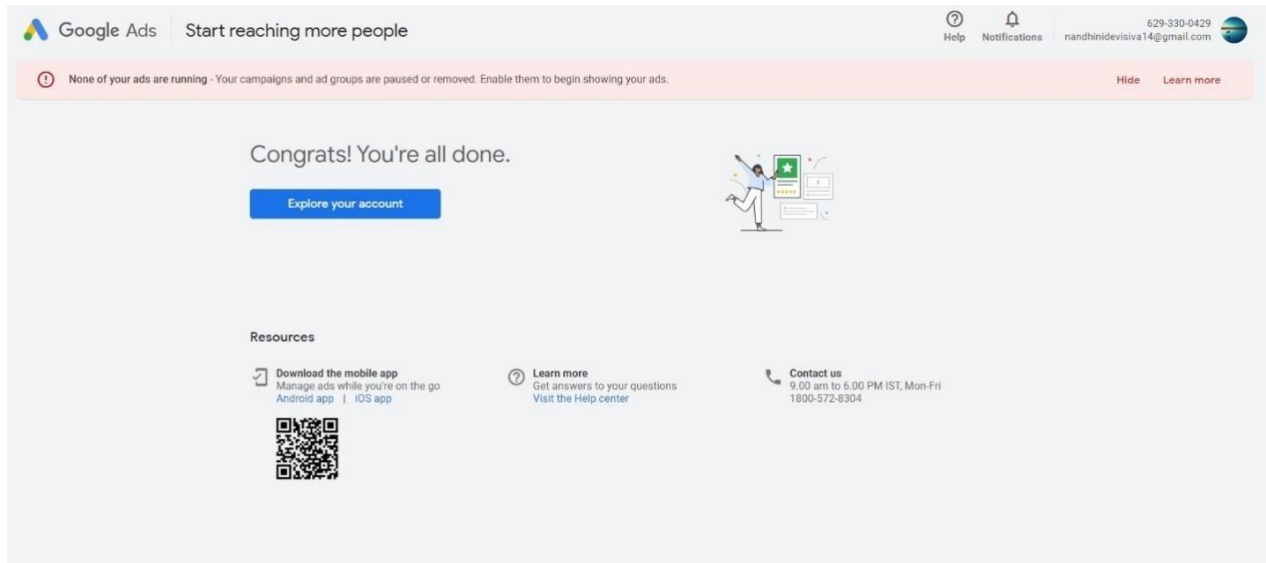 Google Ads Start reaching more people
Help Notifications
629-330-0429
nandhinidevisiva14@gmail.com
None of your ads are running - Your campaigns and ad groups are paused or removed. Enable them to begin showing your ads. Hide Learn more
Congrats! You're all done.
Explore your account
Resources
Download the mobile app
Manage ads while you're on the go
Android app | iOS app
Learn more
Get answers to your questions
Visit the Help center
Contact us
9.00 am to 6.00 PM IST, Mon-Fri
1800-572-8304